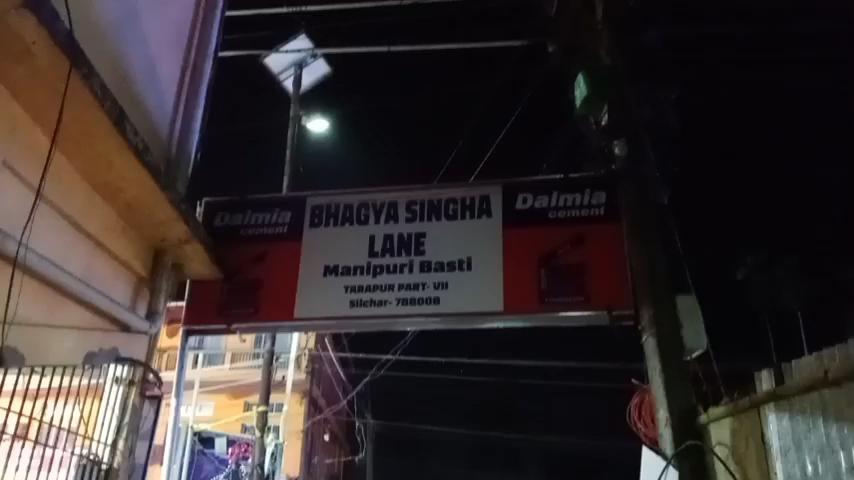 Dalmia
cement
BHAGYA SINGHA
LANE
Manipuri Basti
TARAPUR PART- VII
Silchar- 788008
Dalmia
cement